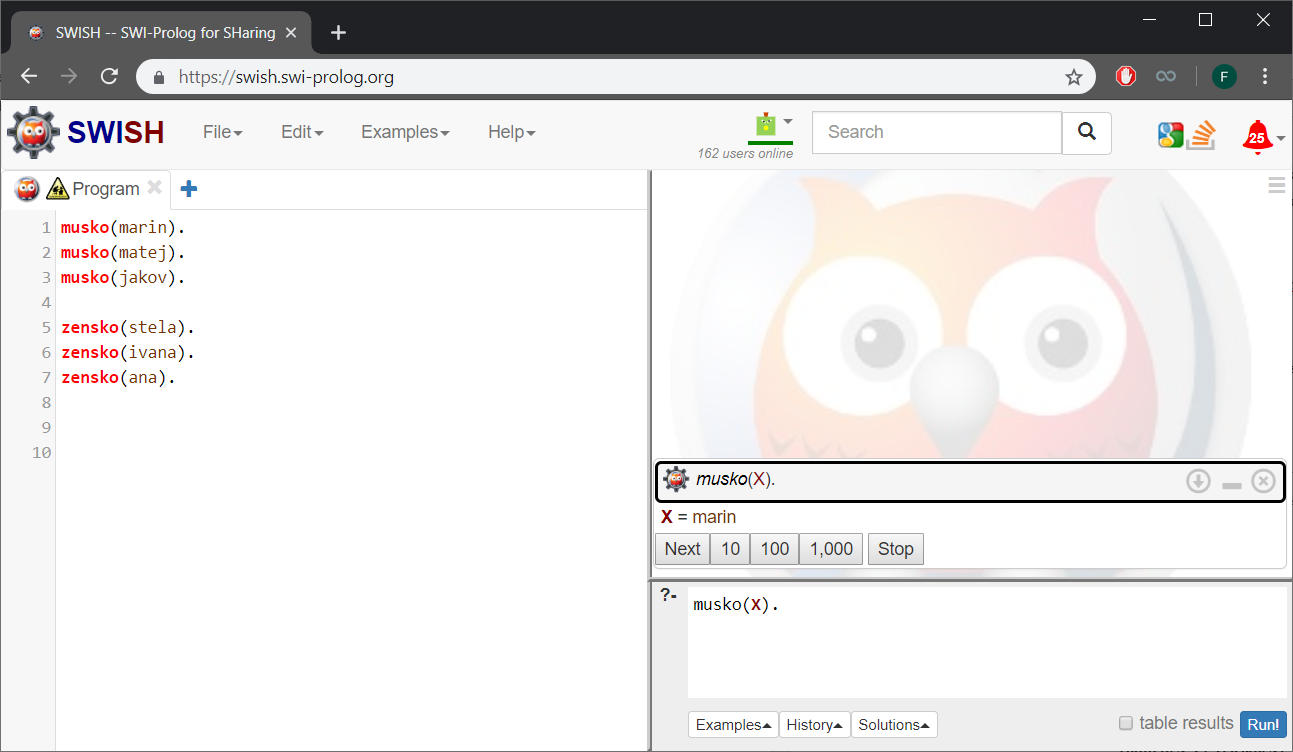 SWISH -- SWI-Prolog for SHaring
https://swish.swi-prolog.org
F
SWISH File Edit Examples Help
162 users online
Search
25
Program
1 musko(marin).
2 musko(matej).
3 musko(jakov).
4
5 zensko(stela).
6 zensko(ivana).
7 zensko(ana).
8
9
10
musko(X).
X = marin
Next 10 100 1,000 Stop
?- musko(X).
Examples History Solutions table results Run!